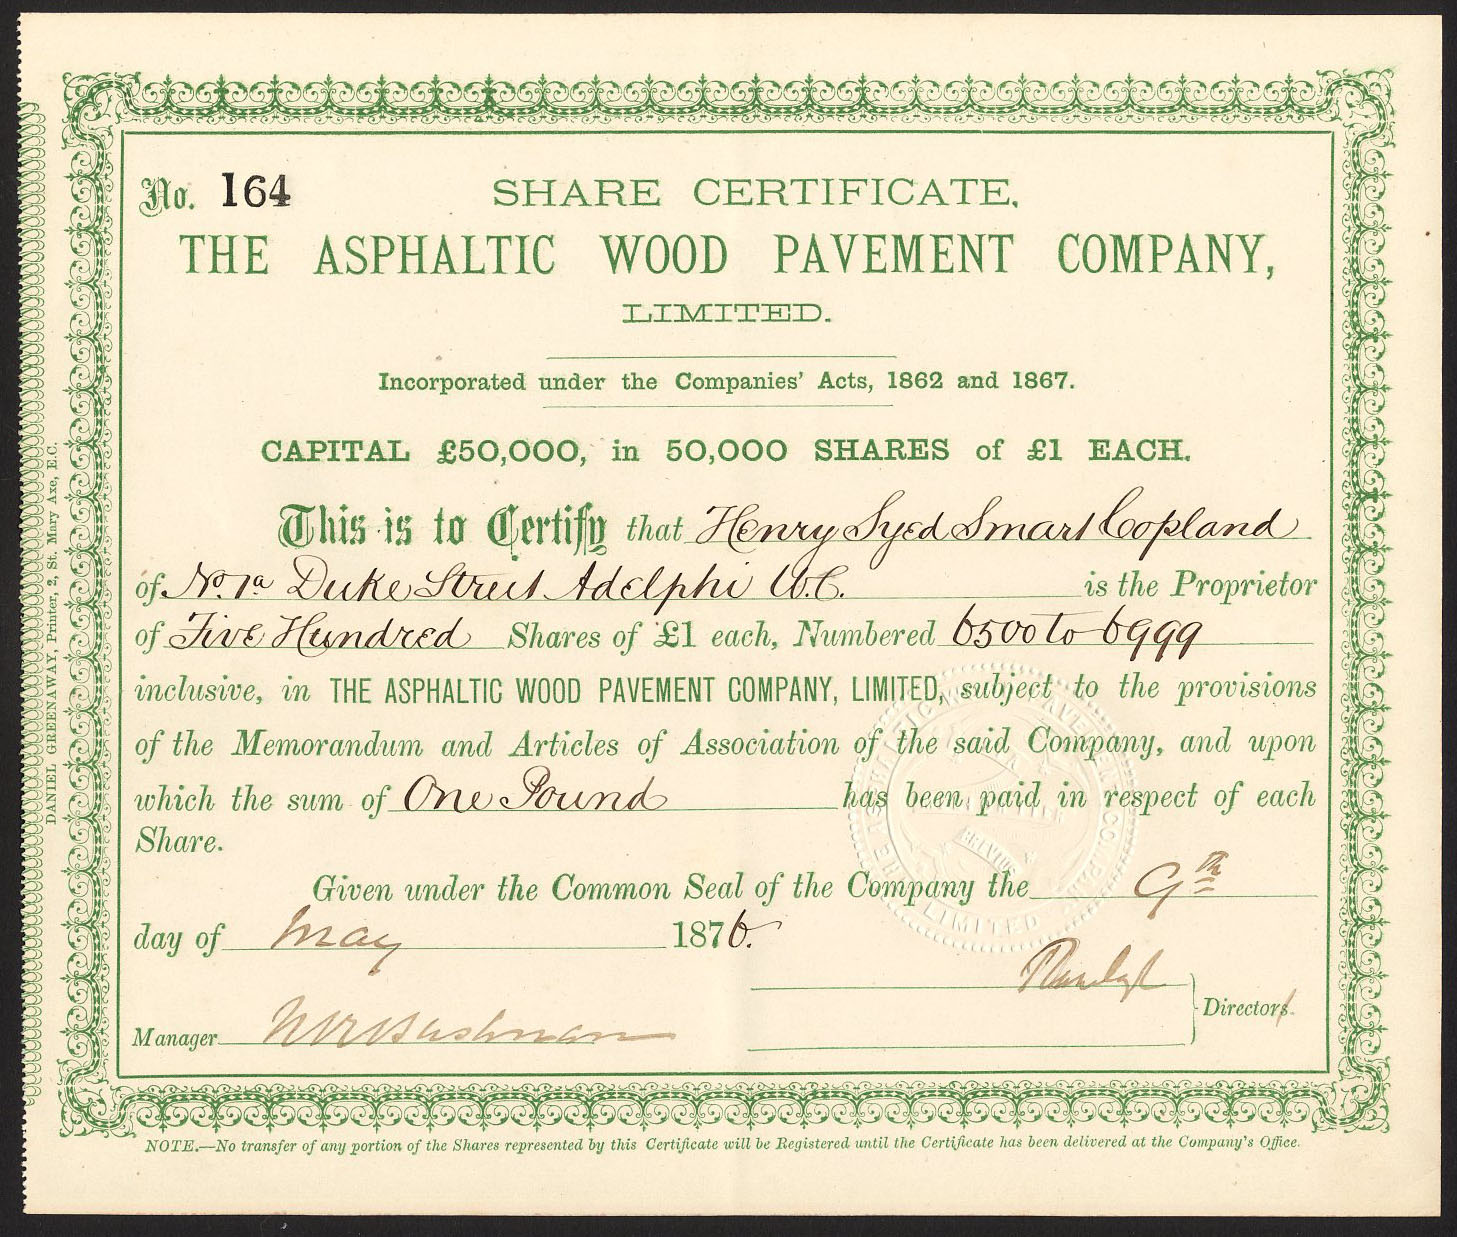 No. 164
SHARE CERTIFICATE.
THE ASPHALTIC WOOD PAVEMENT COMPANY,
LIMITED.
Incorporated under the Companies' Acts, 1862 and 1867.
CAPITAL £50,000, in 50,000 SHARES of £1 EACH.
This is to Certify that Henry Syed Smart Copland
of No. 1a Duke Street Adelphi W.C. is the Proprietor
of Five Hundred Shares of £1 each, Numbered 6500 to 6999
inclusive, in THE ASPHALTIC WOOD PAVEMENT COMPANY, LIMITED, subject to the provisions
of the Memorandum and Articles of Association of the said Company, and upon
which the sum of One Pound has been paid in respect of each
Share.
Given under the Common Seal of the Company the 9th
day of May 1876.
Directors.
Manager
NOTE.—No transfer of any portion of the Shares represented by this Certificate will be Registered until the Certificate has been delivered at the Company's Office.
DANIEL GREENAWAY, Printer, 2, St. Mary Axe, E.C.
THE ASPHALTIC WOOD PAVEMENT COMPANY LIMITED